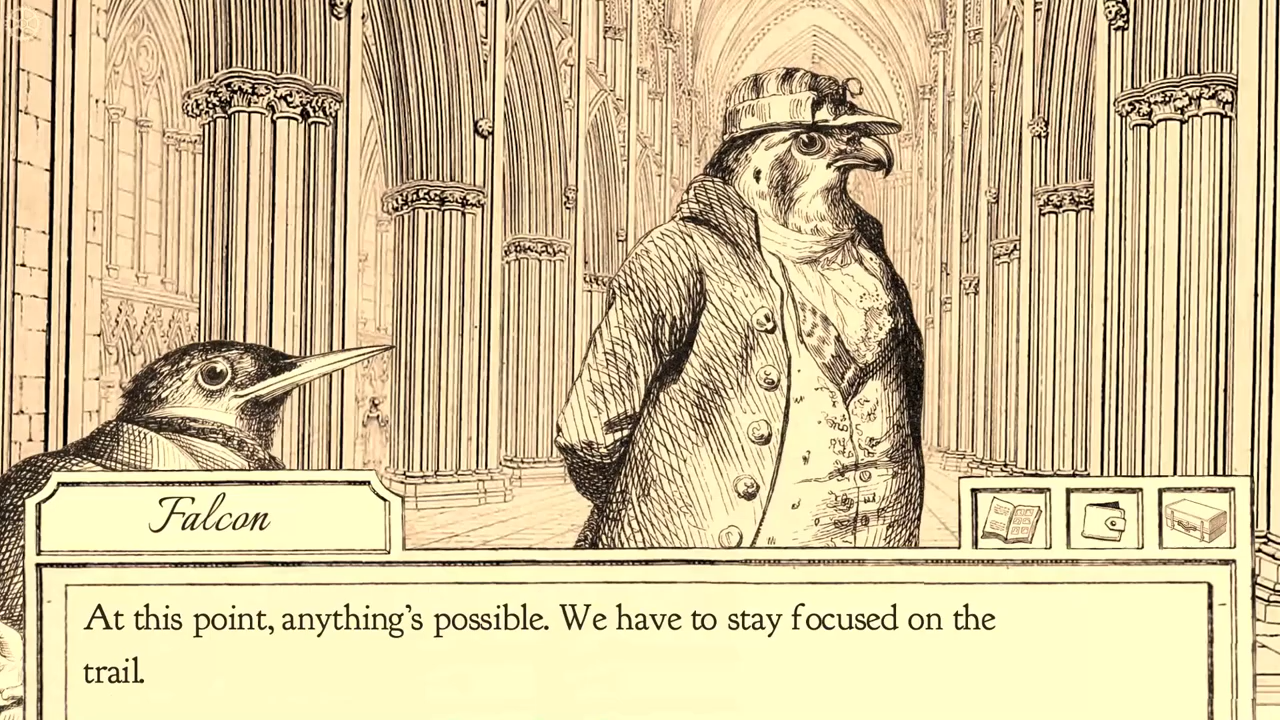 Falcon
At this point, anything's possible. We have to stay focused on the
trail.